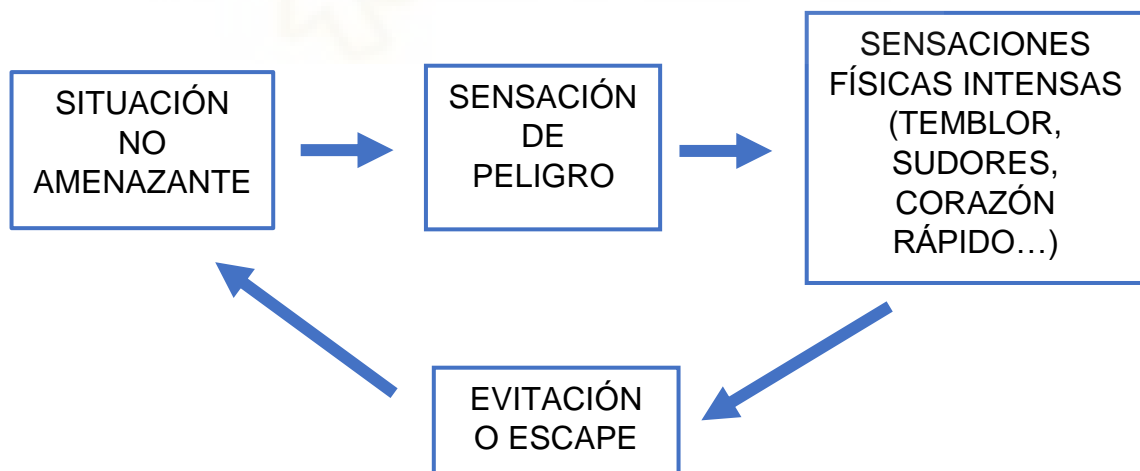 SITUACIÓN
NO
AMENAZANTE
SENSACIÓN
DE
PELIGRO
SENSACIONES
FÍSICAS INTENSAS
(TEMBLOR,
SUDORES,
CORAZÓN
RÁPIDO…)
EVITACIÓN
O ESCAPE